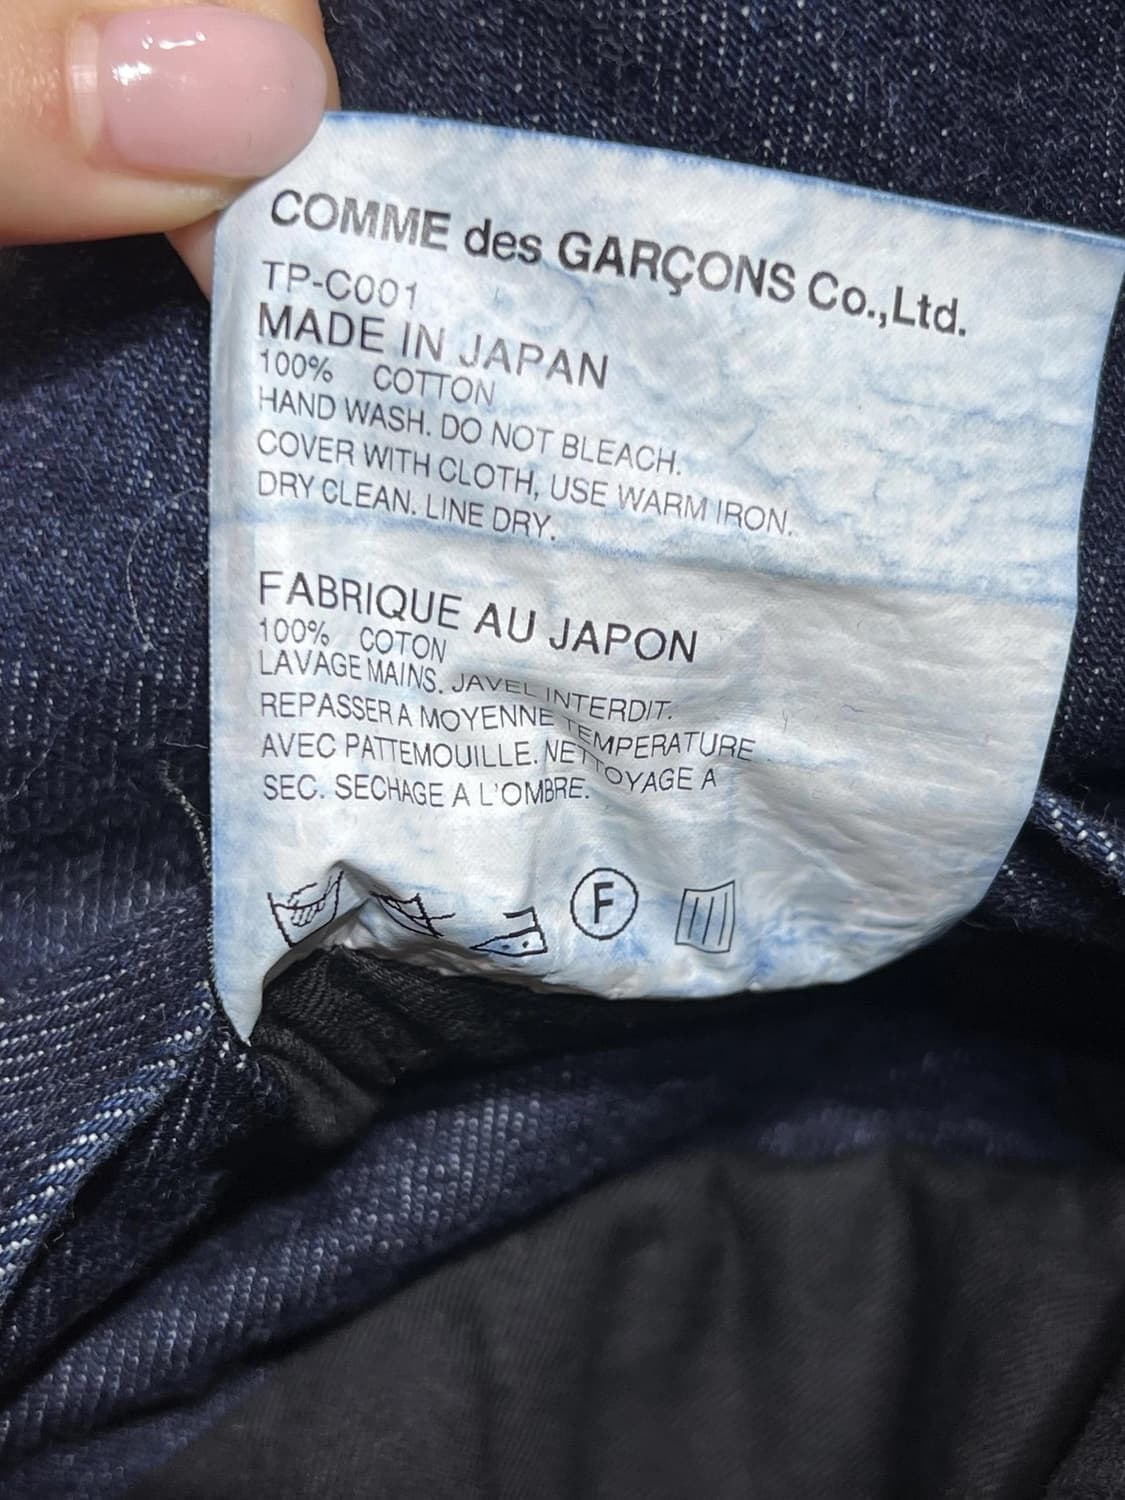 COMME des GARÇONS Co.,Ltd.
TP-C001
MADE IN JAPAN
100% COTTON
HAND WASH. DO NOT BLEACH.
COVER WITH CLOTH, USE WARM IRON.
DRY CLEAN. LINE DRY.
FABRIQUE AU JAPON
100% COTON
LAVAGE MAINS. JAVEL INTERDIT.
REPASSER A MOYENNE TEMPERATURE
AVEC PATTEMOUILLE. NETTOYAGE A
SEC. SECHAGE A L'OMBRE.
F